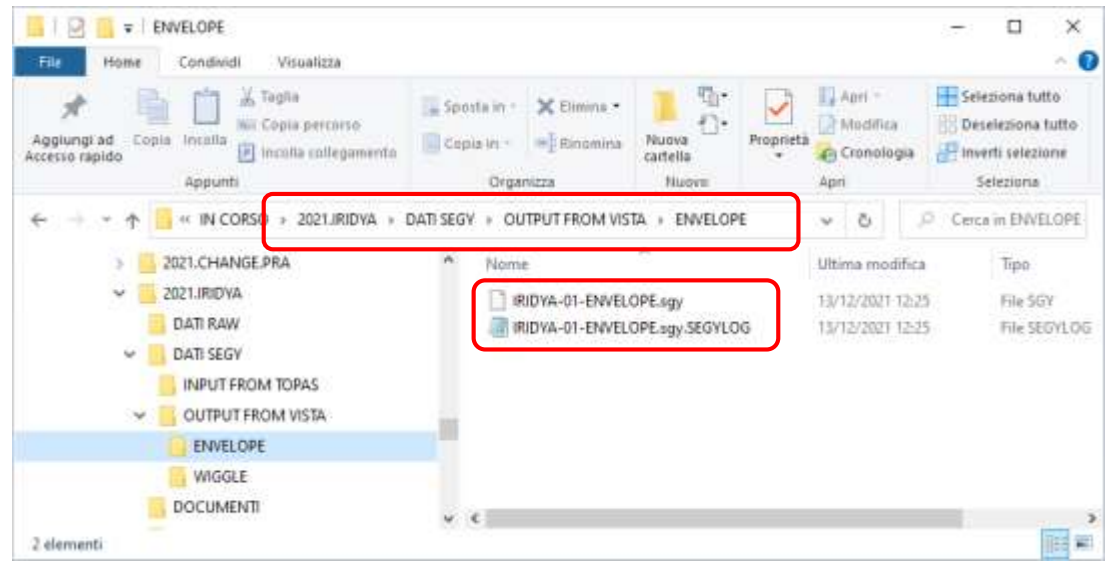 ENVELOPE
File Home Condividi Visualizza
Aggiungi ad Accesso rapido
Copia
Incolla
Taglia
Copia percorso
Incolla collegamento
Appunti
Sposta in
Copia in
Elimina
Rinomina
Organizza
Nuova cartella
Nuovo
Proprietà
Apri
Modifica
Cronologia
Apri
Seleziona tutto
Deseleziona tutto
Inverti selezione
Seleziona
« IN CORSO › 2021.IRIDYA › DATI SEGY › OUTPUT FROM VISTA › ENVELOPE
Cerca in ENVELOPE
2021.CHANGE.PRA
2021.IRIDYA
DATI RAW
DATI SEGY
INPUT FROM TOPAS
OUTPUT FROM VISTA
ENVELOPE
WIGGLE
DOCUMENTI
Nome Ultima modifica Tipo
IRIDYA-01-ENVELOPE.sgy 13/12/2021 12:25 File SGY
IRIDYA-01-ENVELOPE.sgy.SEGYLOG 13/12/2021 12:25 File SEGYLOG
2 elementi